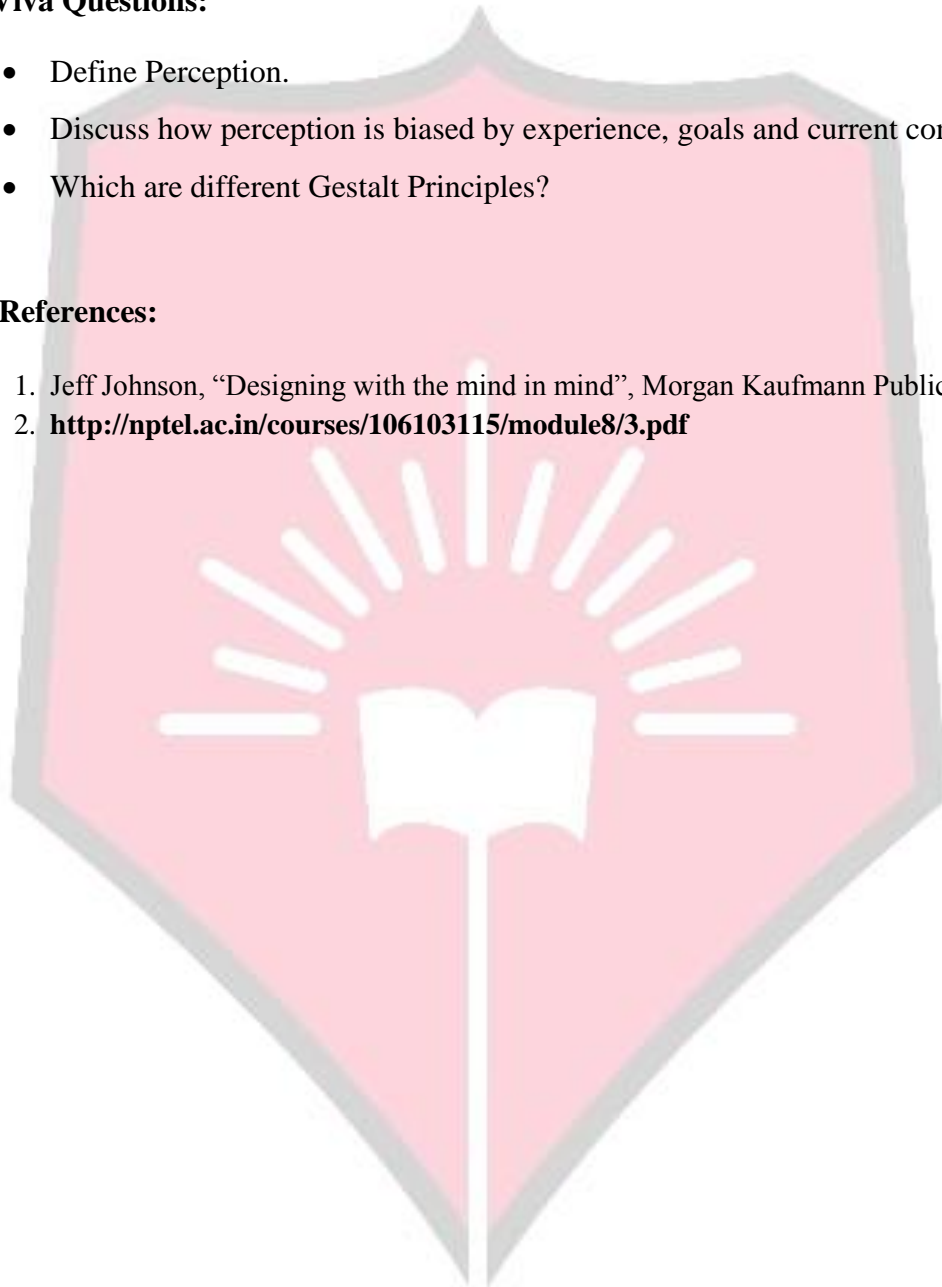 Viva Questions:
• Define Perception.
• Discuss how perception is biased by experience, goals and current
• Which are different Gestalt Principles?
References:
1. Jeff Johnson, “Designing with the mind in mind”, Morgan Kaufmann
2. http://nptel.ac.in/courses/106103115/module8/3.pdf